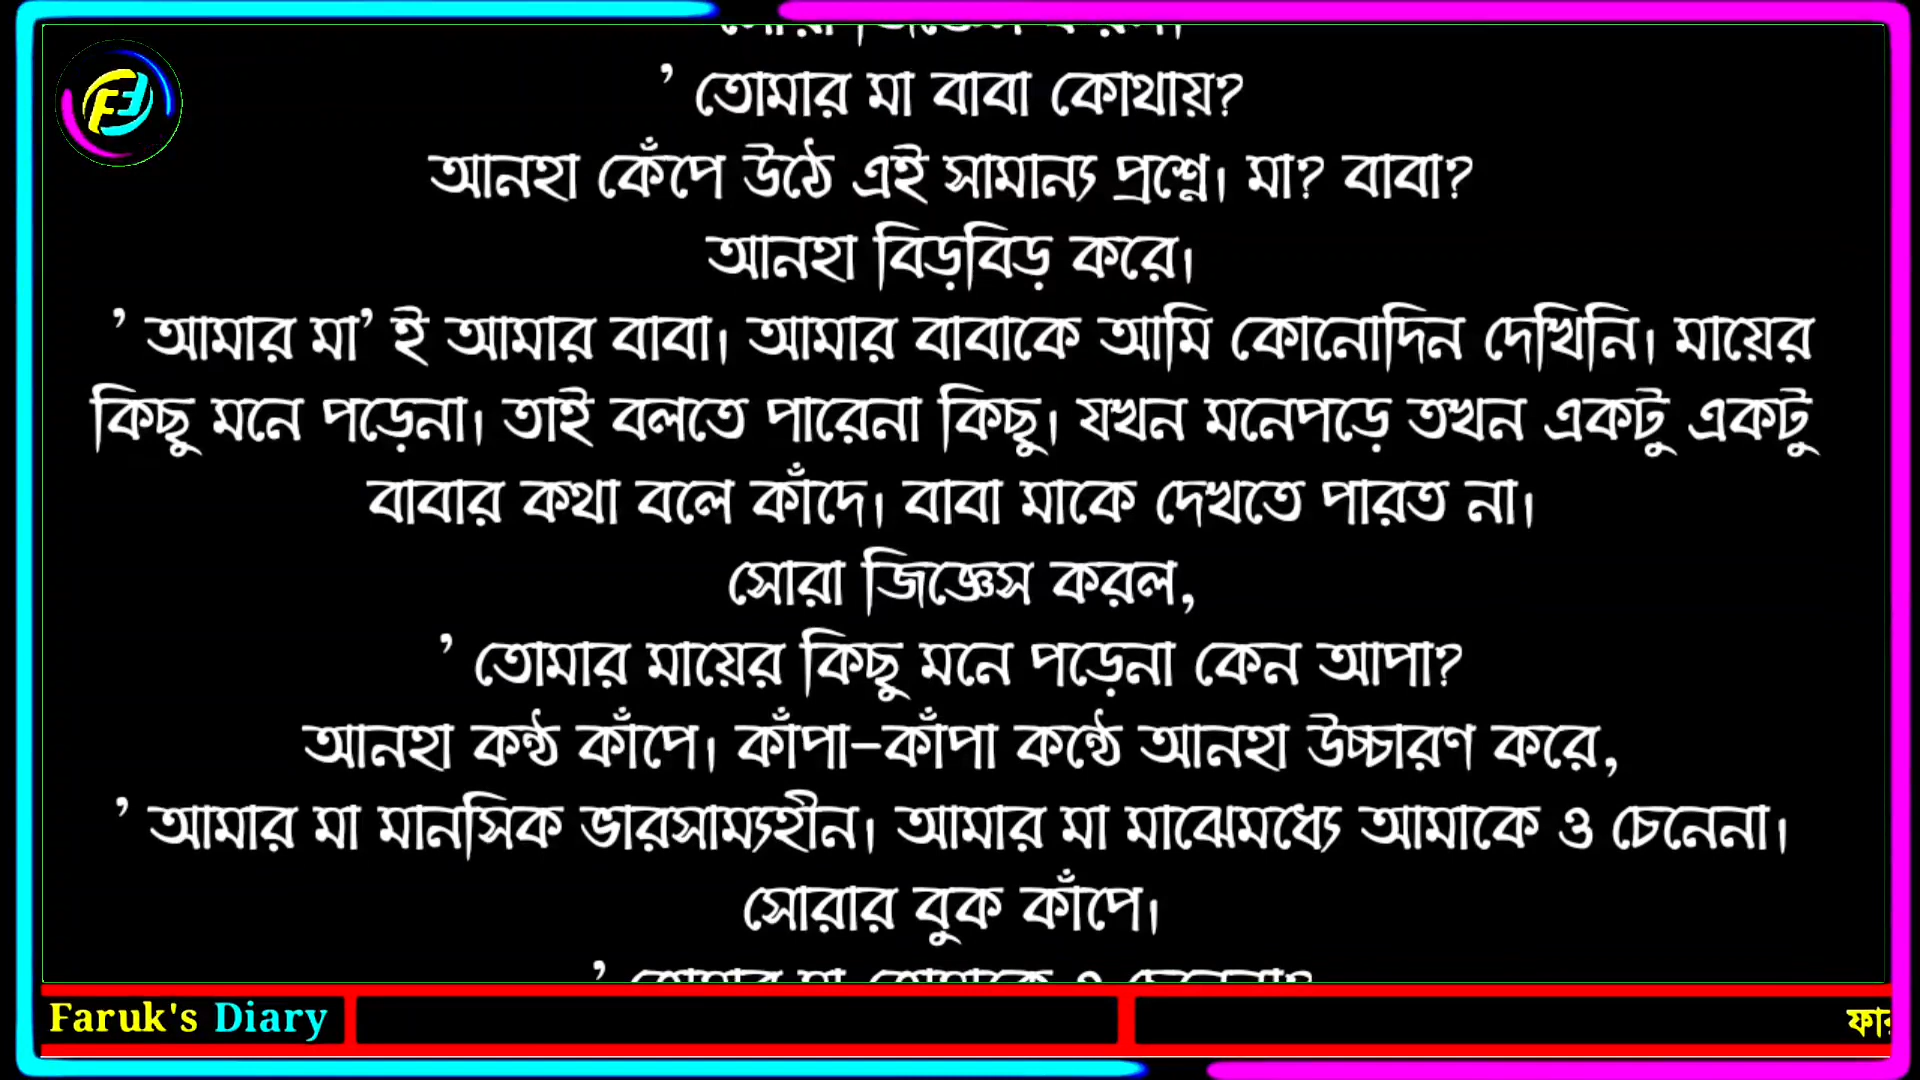 সোরা জিজ্ঞেস করল।
’ তোমার মা বাবা কোথায়?
আনহা কেঁপে উঠে এই সামান্য প্রশ্নে। মা? বাবা?
আনহা বিড়বিড় করে।
’ আমার মা’ ই আমার বাবা। আমার বাবাকে আমি কোনোদিন দেখিনি। মায়ের
কিছু মনে পড়েনা। তাই বলতে পারেনা কিছু। যখন মনেপড়ে তখন একটু একটু
বাবার কথা বলে কাঁদে। বাবা মাকে দেখতে পারত না।
সোরা জিজ্ঞেস করল,
’ তোমার মায়ের কিছু মনে পড়েনা কেন আপা?
আনহা কন্ঠ কাঁপে। কাঁপা-কাঁপা কন্ঠে আনহা উচ্চারণ করে,
’ আমার মা মানসিক ভারসাম্যহীন। আমার মা মাঝেমধ্যে আমাকে ও চেনেনা।
সোরার বুক কাঁপে।
’ তোমার মা তোমাকে ও চেনেনা?
Faruk's Diary